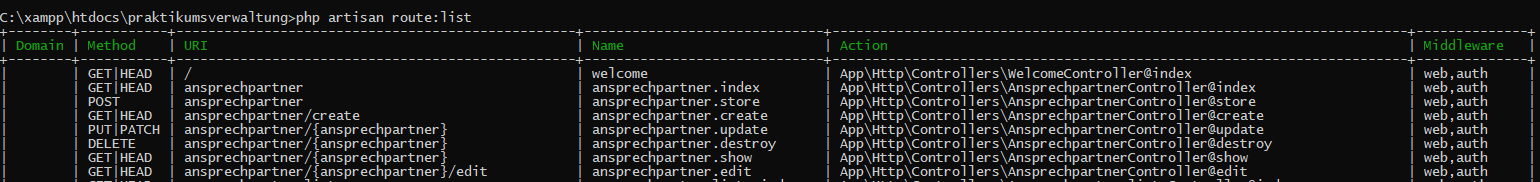 C:\xampp\htdocs\praktikumsverwaltung>php artisan route:list
| Domain | Method | URI | Name | Action | Middleware |
| | GET|HEAD | / | welcome | App\Http\Controllers\WelcomeController@index | web,auth |
| | GET|HEAD | ansprechpartner | ansprechpartner.index | App\Http\Controllers\AnsprechpartnerController@index | web,auth |
| | POST | ansprechpartner | ansprechpartner.store | App\Http\Controllers\AnsprechpartnerController@store | web,auth |
| | GET|HEAD | ansprechpartner/create | ansprechpartner.create | App\Http\Controllers\AnsprechpartnerController@create | web,auth |
| | PUT|PATCH | ansprechpartner/{ansprechpartner} | ansprechpartner.update | App\Http\Controllers\AnsprechpartnerController@update | web,auth |
| | DELETE | ansprechpartner/{ansprechpartner} | ansprechpartner.destroy | App\Http\Controllers\AnsprechpartnerController@destroy | web,auth |
| | GET|HEAD | ansprechpartner/{ansprechpartner} | ansprechpartner.show | App\Http\Controllers\AnsprechpartnerController@show | web,auth |
| | GET|HEAD | ansprechpartner/{ansprechpartner}/edit | ansprechpartner.edit | App\Http\Controllers\AnsprechpartnerController@edit | web,auth |